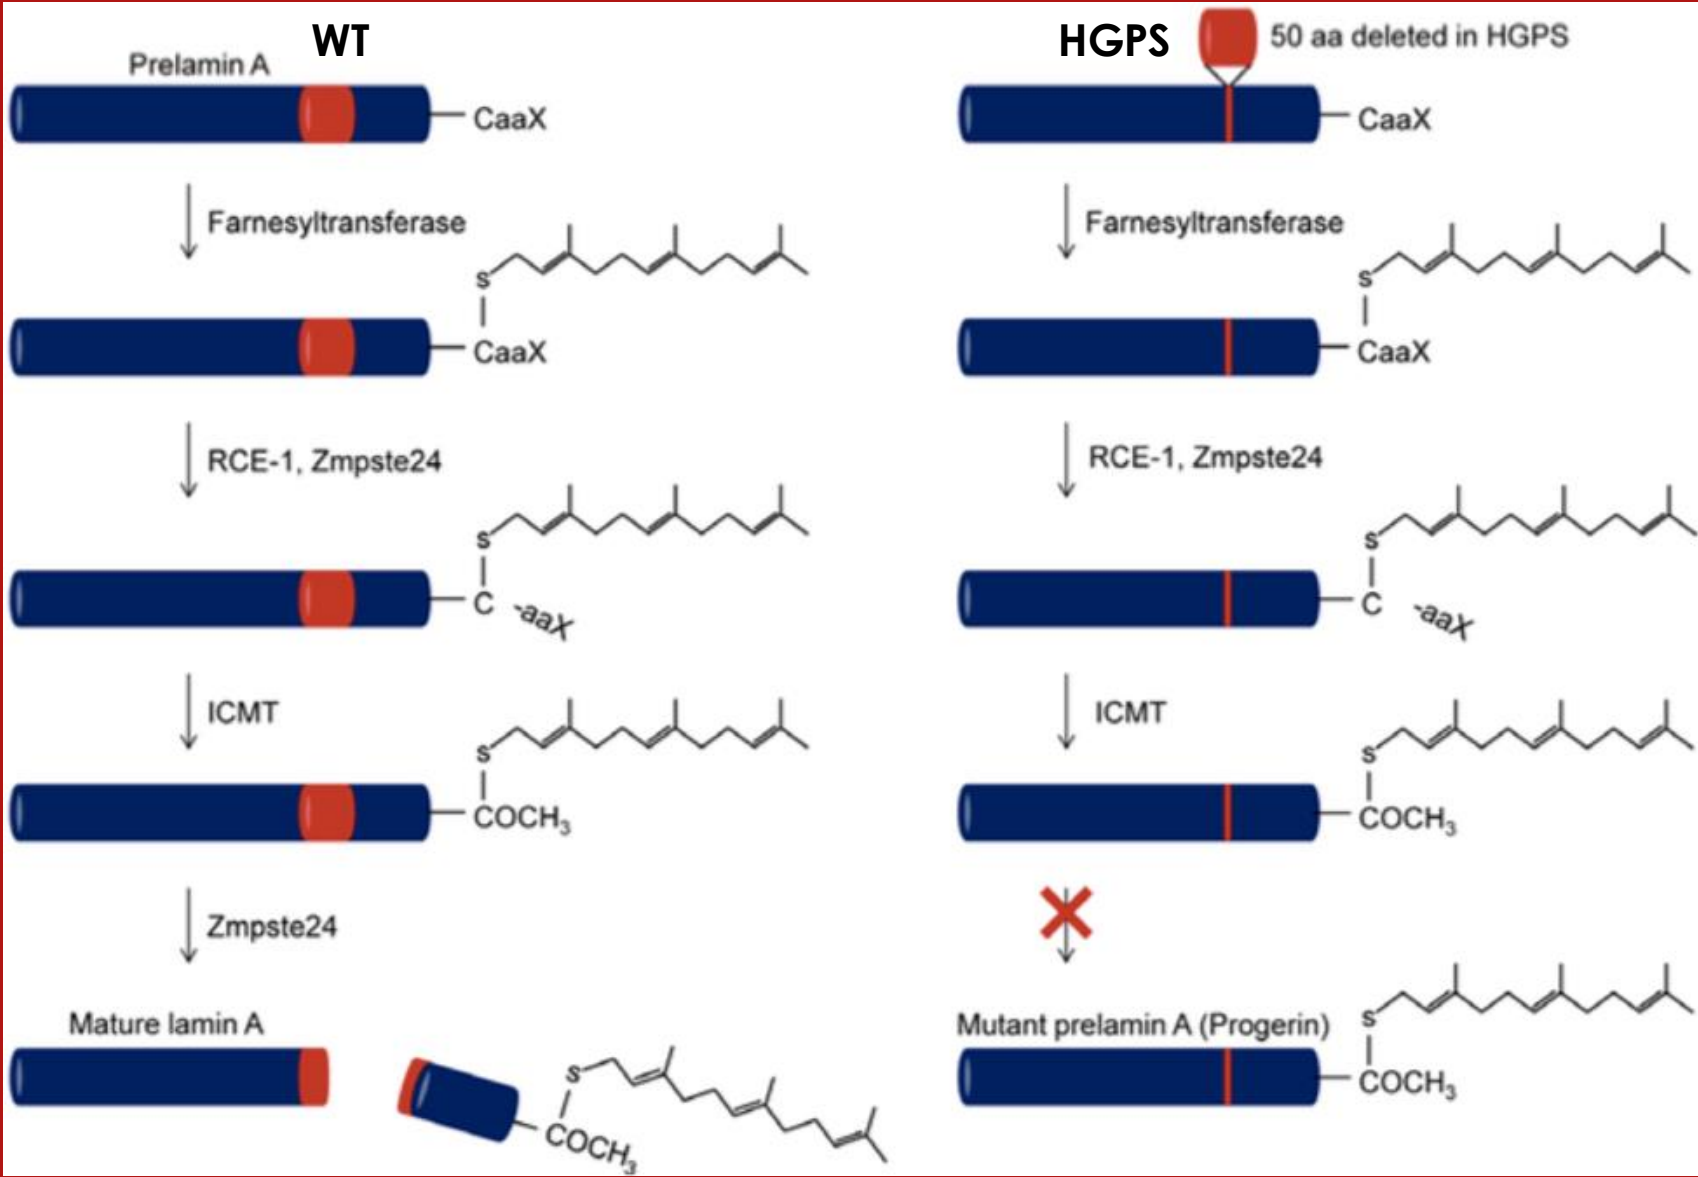 WT
Prelamin A
CaaX
Farnesyltransferase
S
CaaX
RCE-1, Zmpste24
S
C -aaX
ICMT
S
COCH₃
Zmpste24
Mature lamin A
S
COCH₃
HGPS
50 aa deleted in HGPS
CaaX
Farnesyltransferase
S
CaaX
RCE-1, Zmpste24
S
C -aaX
ICMT
S
COCH₃
Mutant prelamin A (Progerin)
S
COCH₃